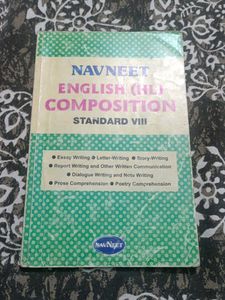 NAVNEET
ENGLISH (HL)
COMPOSITION
STANDARD VIII
● Essay Writing ● Letter-Writing ● Story-Writing
● Report Writing and Other Written Communication
● Dialogue Writing and Note Writing
● Prose Comprehension ● Poetry Comprehension
NAVNEET